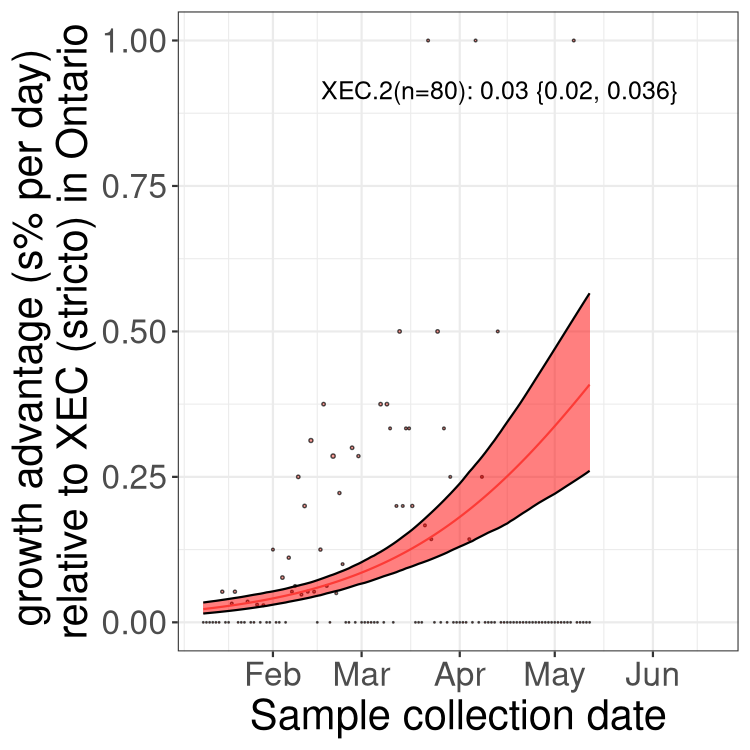 growth advantage (s% per day)
relative to XEC (stricto) in Ontario
1.00
0.75
0.50
0.25
0.00
XEC.2(n=80): 0.03 {0.02, 0.036}
Feb Mar Apr May Jun
Sample collection date